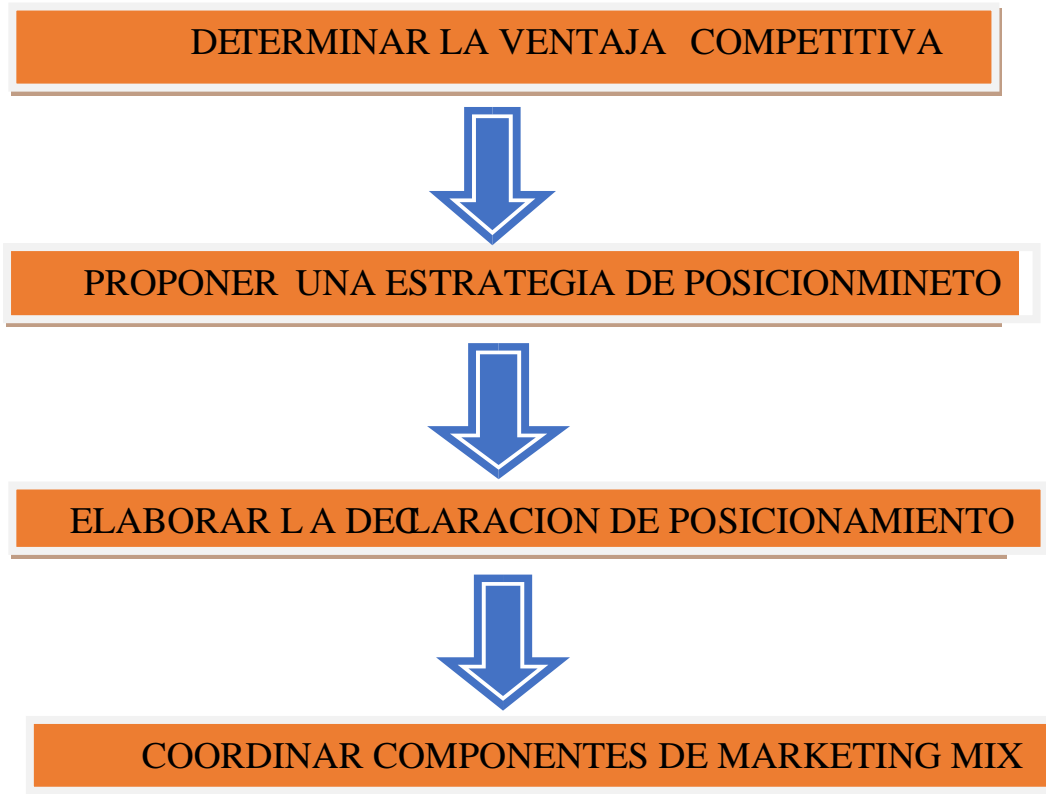 DETERMINAR LA VENTAJA COMPETITIVA
PROPONER UNA ESTRATEGIA DE POSICIONMINETO
ELABORAR L A DECLARACION DE POSICIONAMIENTO
COORDINAR COMPONENTES DE MARKETING MIX